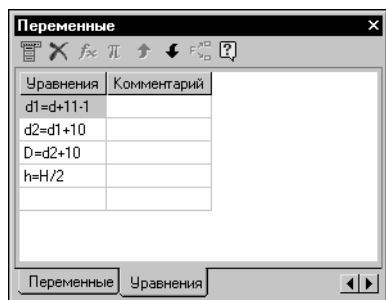 Переменные
Уравнения Комментарий
d1=d+11-1
d2=d1+10
D=d2+10
h=H/2
Переменные Уравнения